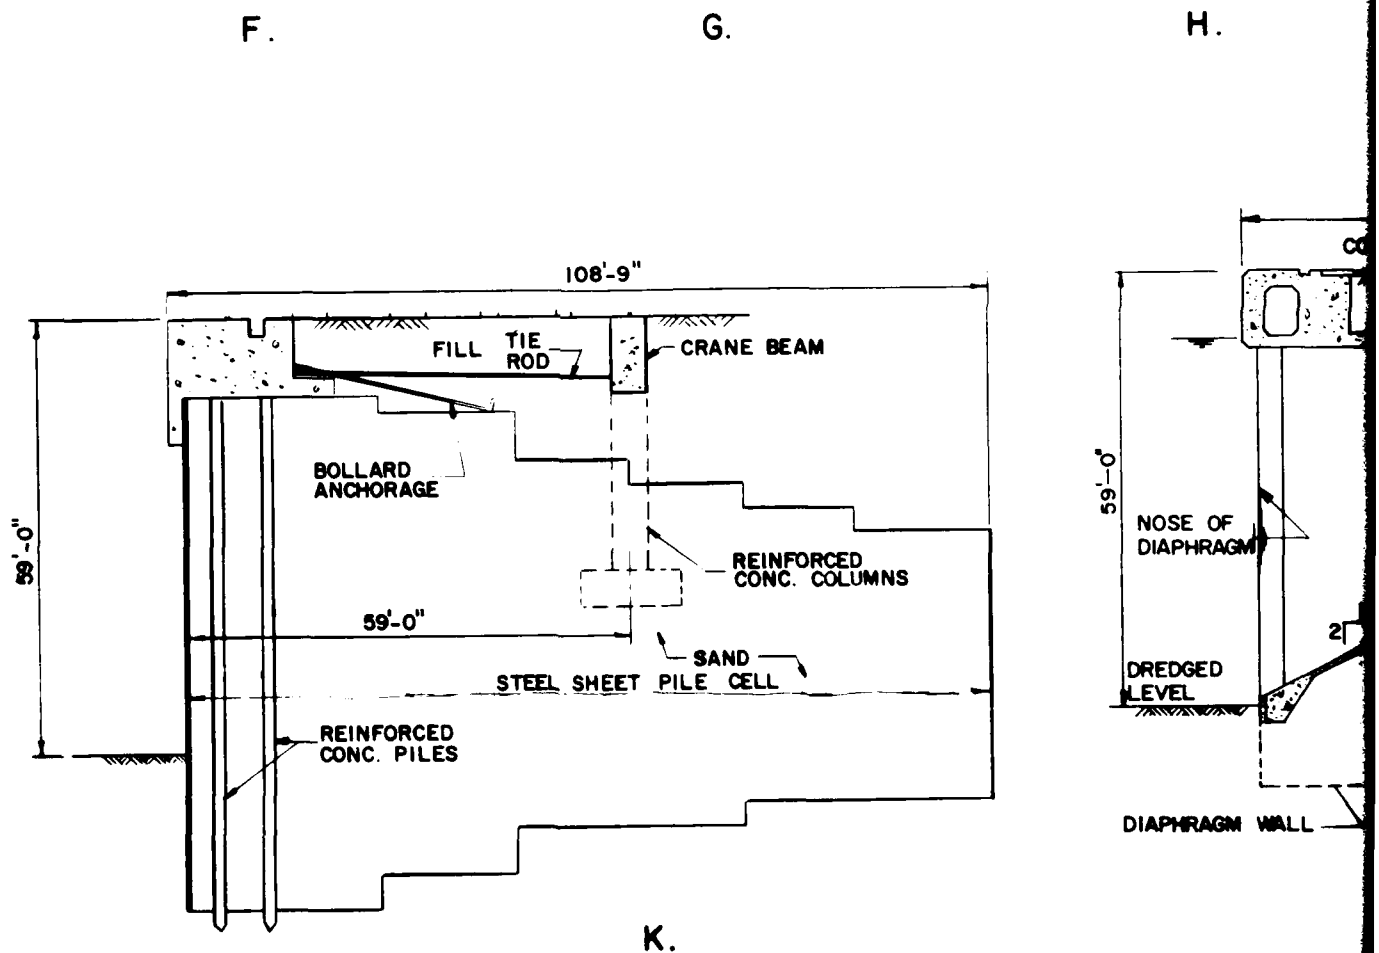 F.
G.
H.
108'-9"
CO
FILL
TIE
ROD
CRANE BEAM
BOLLARD
ANCHORAGE
59'-0"
59'-0"
NOSE OF
DIAPHRAGM
REINFORCED
CONC. COLUMNS
59'-0"
2
SAND
STEEL SHEET PILE CELL
DREDGED
LEVEL
REINFORCED
CONC. PILES
DIAPHRAGM WALL
K.